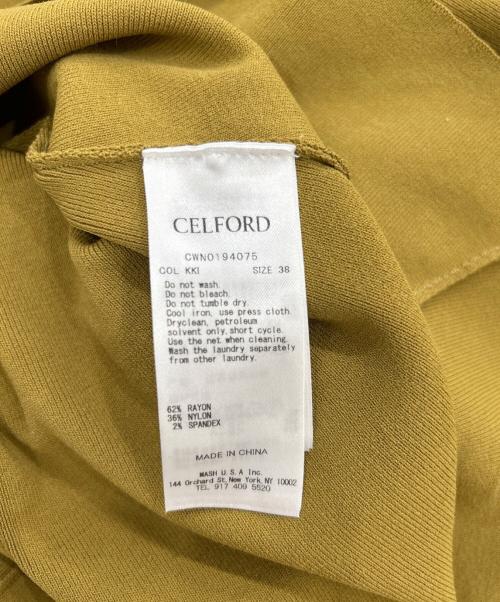 CELFORD
CWNO194075
COL KKI SIZE 38
Do not wash.
Do not bleach.
Do not tumble dry.
Cool iron, use press cloth.
Dryclean, petroleum
solvent only,short cycle.
Use the net when cleaning.
Wash the laundry separately
from other laundry.
62% RAYON
36% NYLON
2% SPANDEX
MADE IN CHINA
MASH U.S.A Inc.
144 Orchard St, New York, NY 10002
TEL 917 409 5520